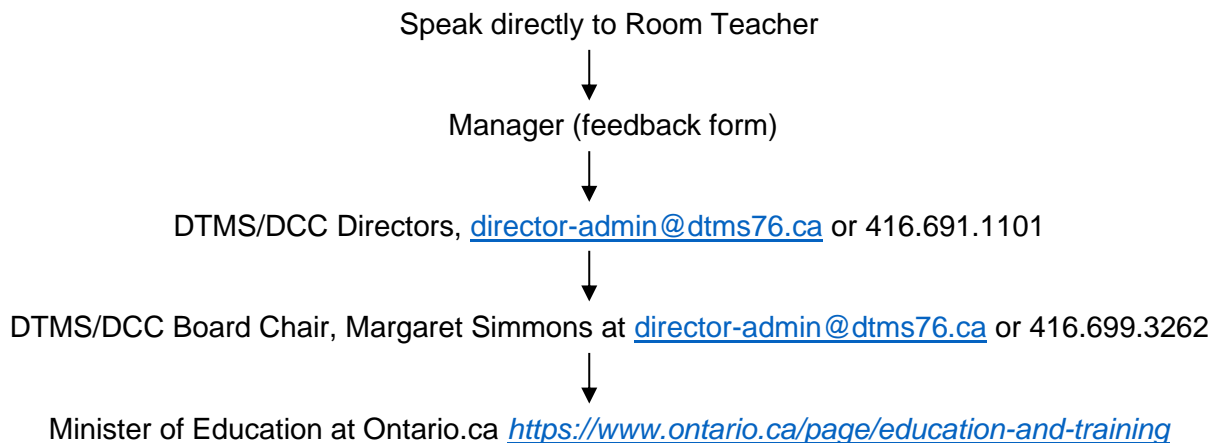 Speak directly to Room Teacher
Manager (feedback form)
DTMS/DCC Directors, director-admin@dtms76.ca or 416.691.1101
DTMS/DCC Board Chair, Margaret Simmons at director-admin@dtms76.ca or 416.699.3262
Minister of Education at Ontario.ca https://www.ontario.ca/page/education-and-training